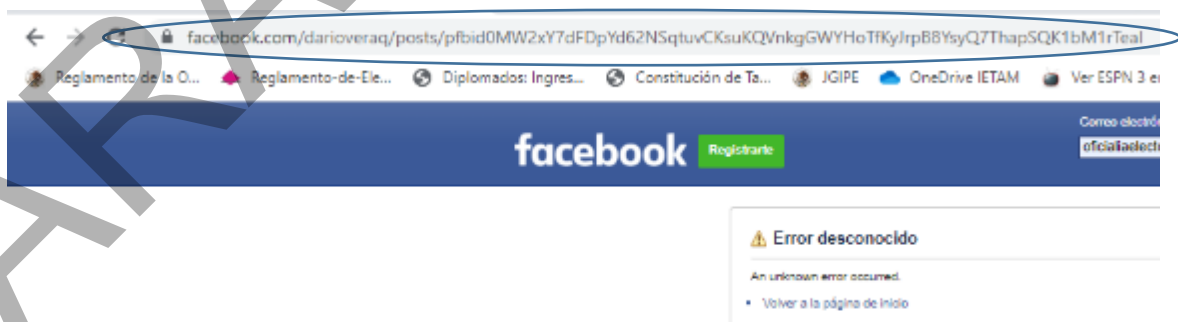 facebook.com/darioveraq/posts/pfbid0MW2xY7dFDpYd62NSqtuvCKsuKQVnkgGWYHoTfKyJrpB8YsyQ7ThapSQK1bM1rTeal
Reglamento de la O... Reglamento-de-Ele... Diplomados: Ingres... Constitución de Ta... JGIPE OneDrive IETAM Ver ESPN 3 e
Correo electró
facebook Registrarte oficialiaelecto
Error desconocido
An unknown error occurred.
• Volver a la página de inicio